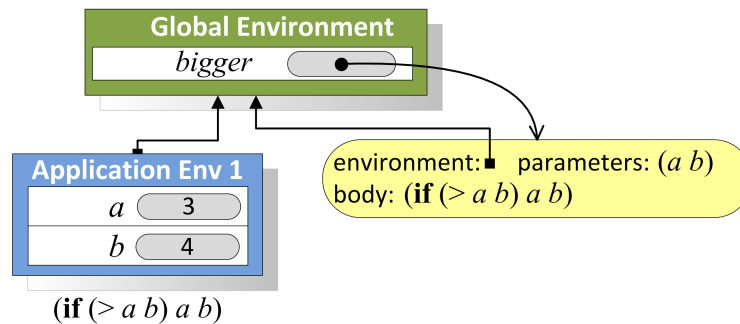 Global Environment
bigger
environment: parameters: (a b)
body: (if (> a b) a b)
Application Env 1
a 3
b 4
(if (> a b) a b)